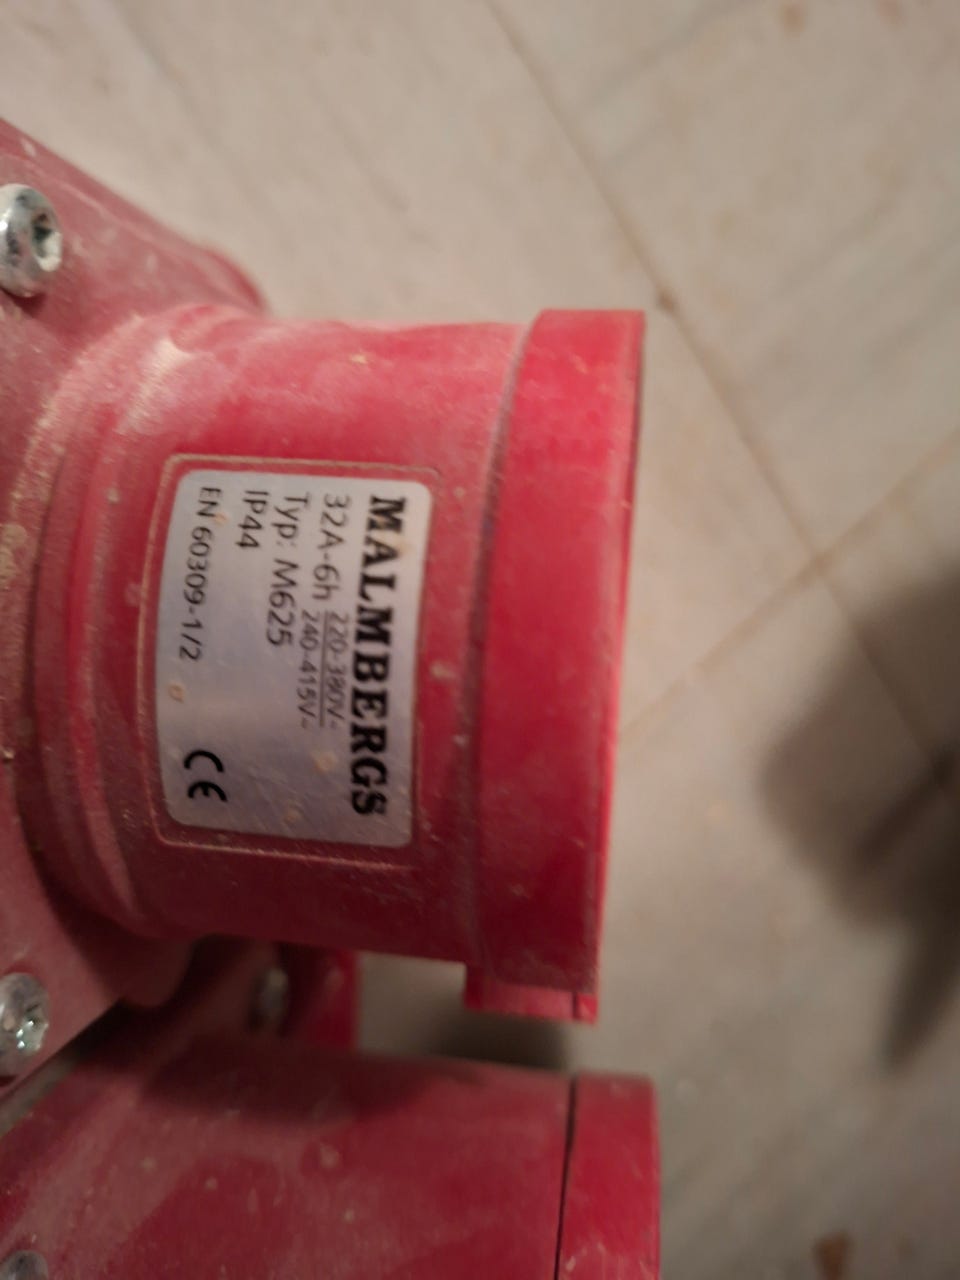 MALMBERGS
32A-6h 220-380V~
240-415V~
Typ: M625
IP44
EN 60309-1/2
CE